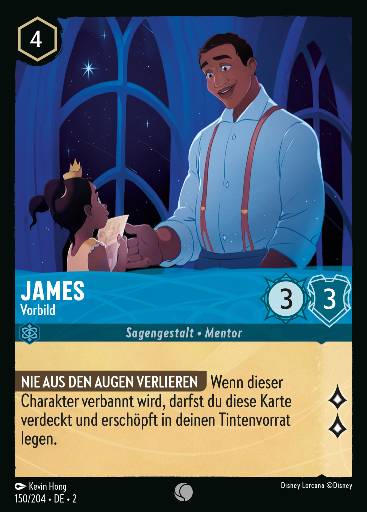 4
JAMES
Vorbild
3
3
Sagengestalt • Mentor
NIE AUS DEN AUGEN VERLIEREN Wenn dieser
Charakter verbannt wird, darfst du diese Karte
verdeckt und erschöpft in deinen Tintenvorrat
legen.
Kevin Hong
150/204 • DE • 2
Disney Lorcana ©Disney